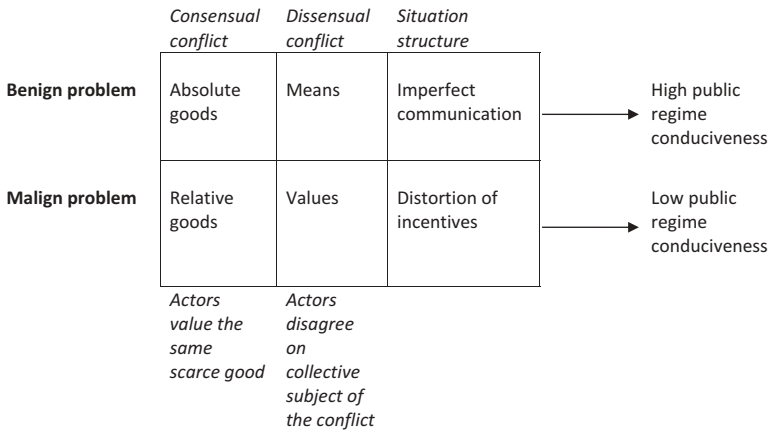 Consensual conflict
Dissensual conflict
Situation structure
Benign problem
Absolute goods
Means
Imperfect communication
High public regime conduciveness
Malign problem
Relative goods
Values
Distortion of incentives
Low public regime conduciveness
Actors value the same scarce good
Actors disagree on collective subject of the conflict